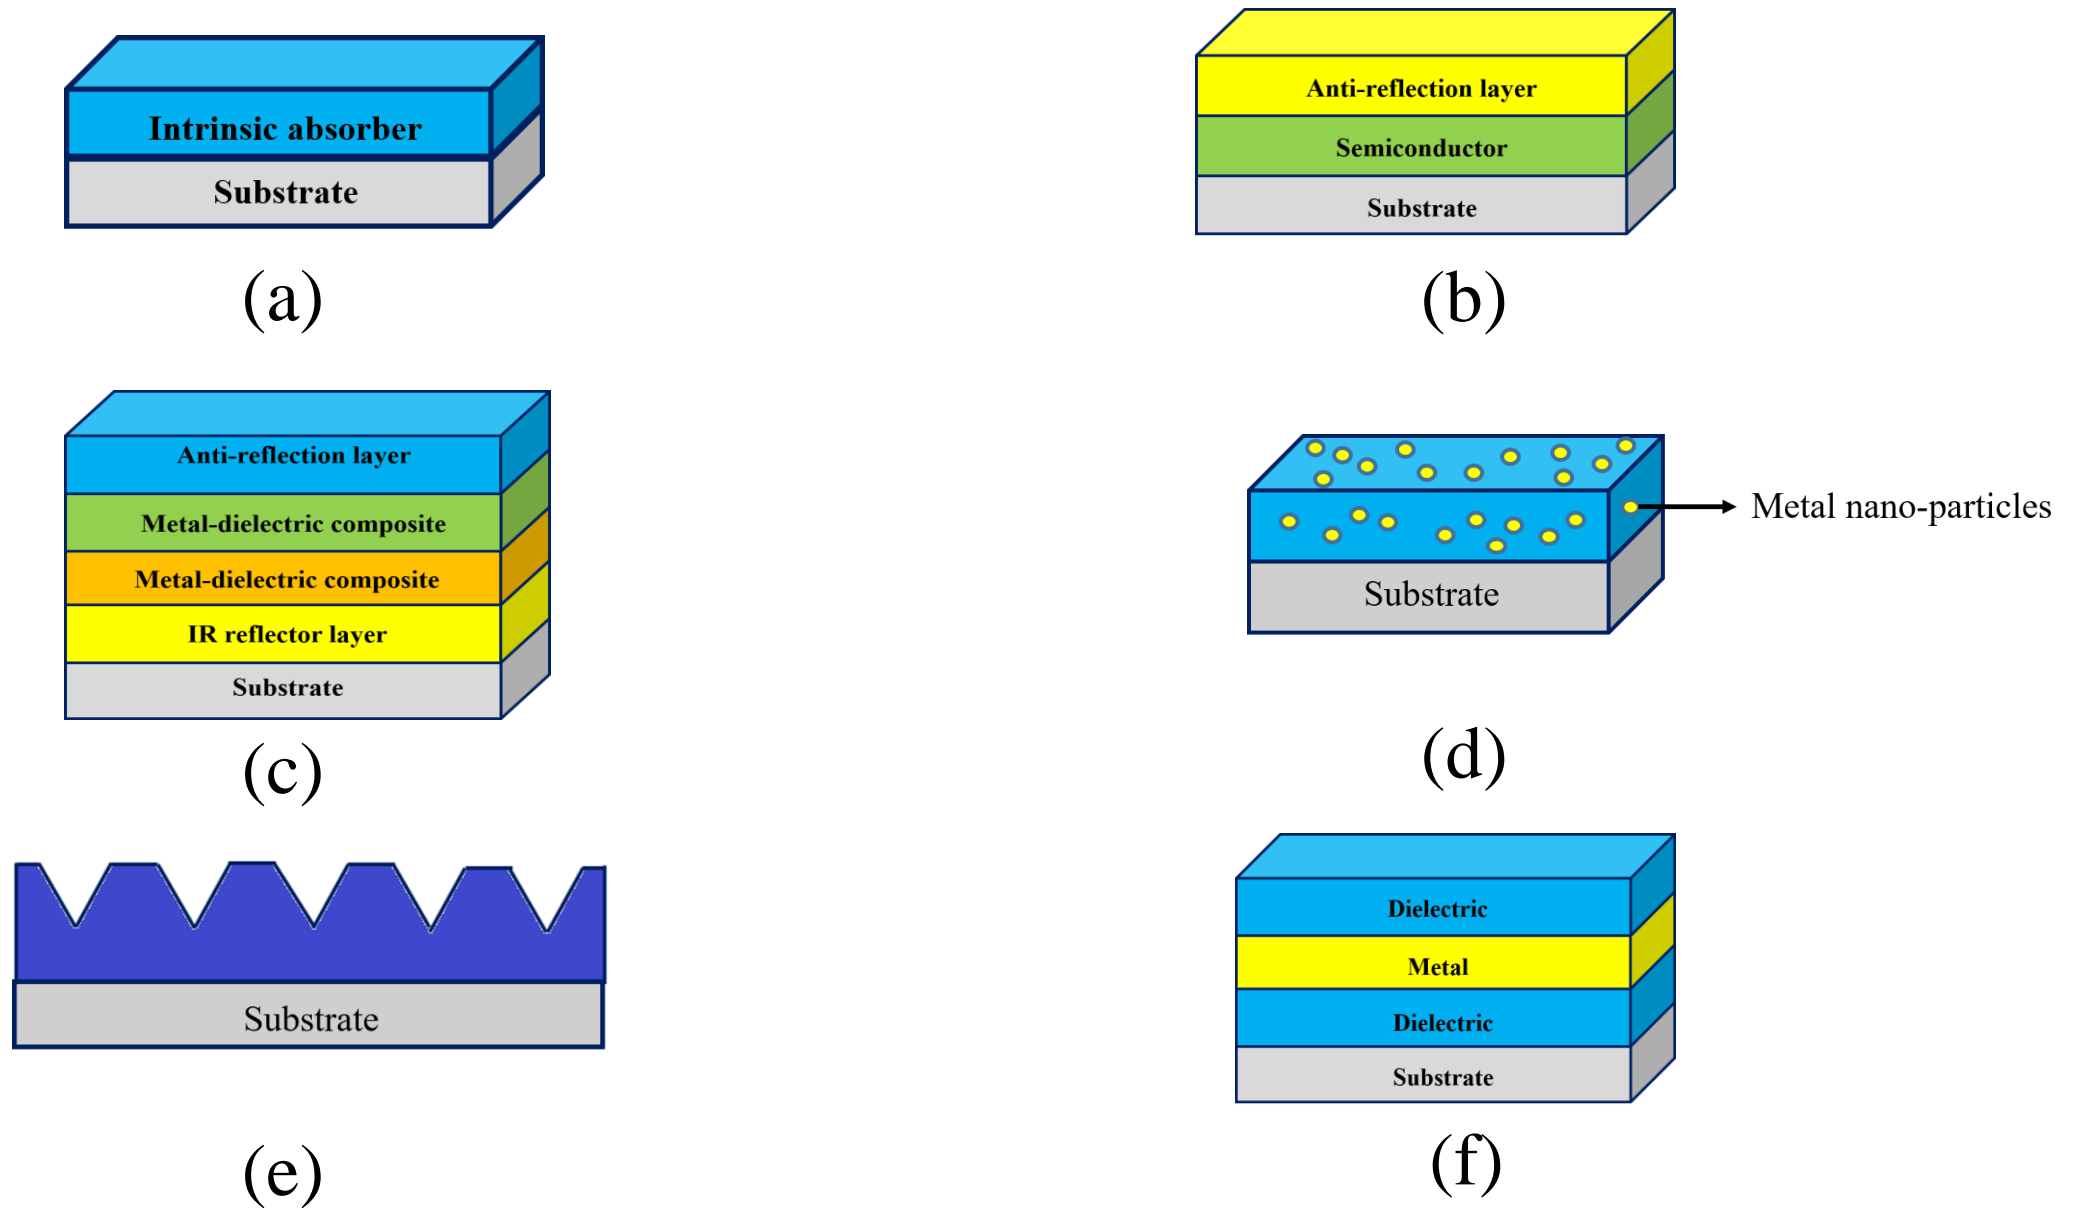 Intrinsic absorber
Substrate
(a)
Anti-reflection layer
Semiconductor
Substrate
(b)
Anti-reflection layer
Metal-dielectric composite
Metal-dielectric composite
IR reflector layer
Substrate
(c)
Metal nano-particles
Substrate
(d)
Substrate
(e)
Dielectric
Metal
Dielectric
Substrate
(f)